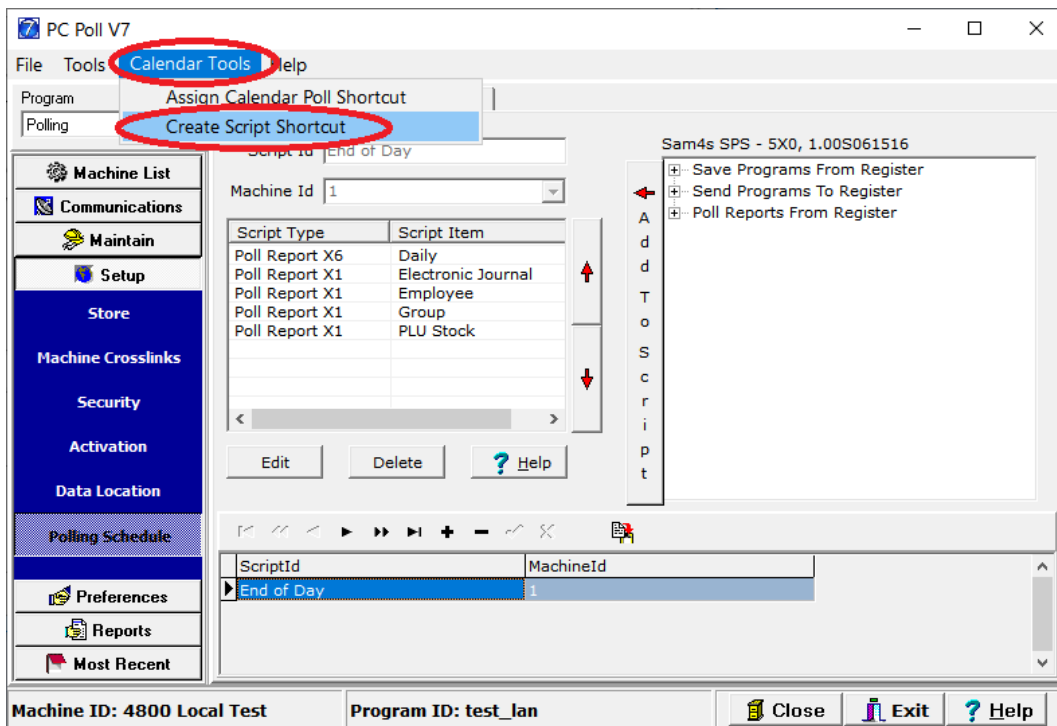 PC Poll V7
File Tools Calendar Tools Help
Assign Calendar Poll Shortcut
Create Script Shortcut
Program
Polling
Script Id End of Day
Machine Id 1
Script Type Script Item
Poll Report X6 Daily
Poll Report X1 Electronic Journal
Poll Report X1 Employee
Poll Report X1 Group
Poll Report X1 PLU Stock
Edit Delete ? Help
Add To Script
Sam4s SPS - 5X0, 1.00S061516
Save Programs From Register
Send Programs To Register
Poll Reports From Register
Machine List
Communications
Maintain
Setup
Store
Machine Crosslinks
Security
Activation
Data Location
Polling Schedule
Preferences
Reports
Most Recent
ScriptId MachineId
End of Day 1
Machine ID: 4800 Local Test Program ID: test_lan Close Exit ? Help